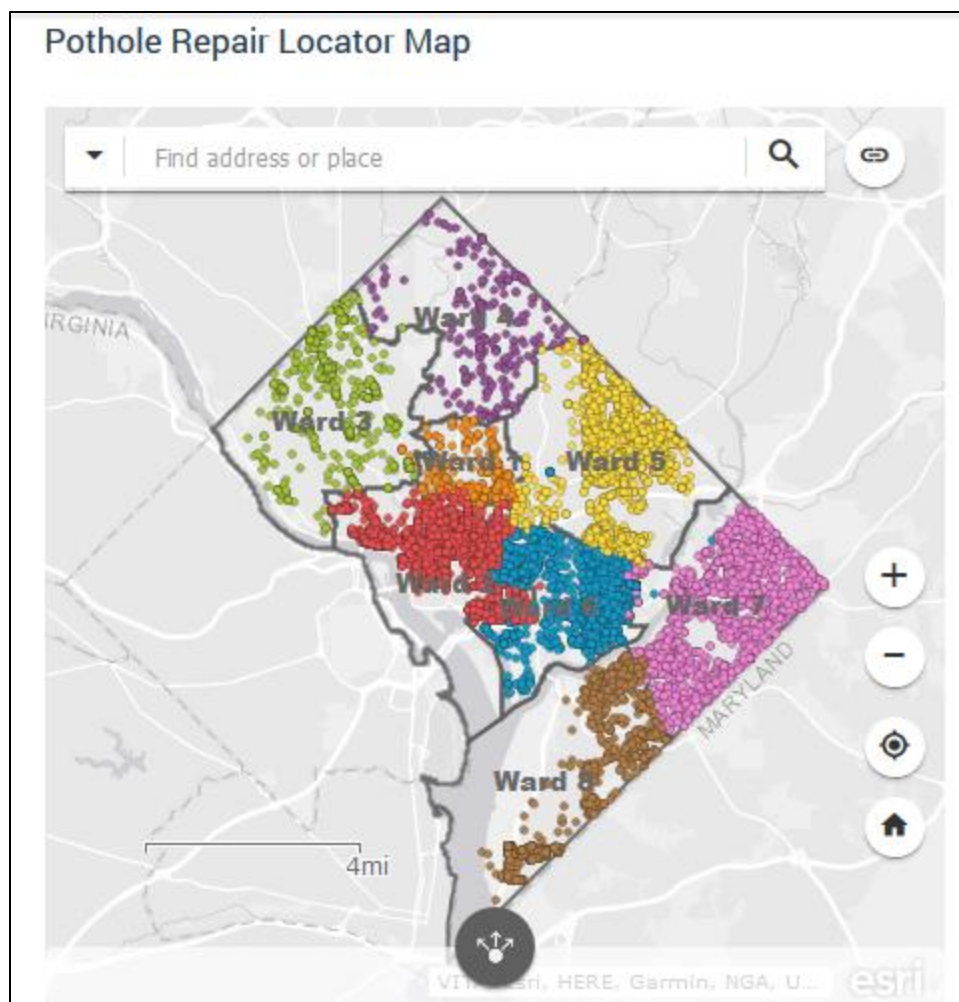 Pothole Repair Locator Map
Find address or place
IRGINIA
Ward 4
Ward 3
Ward 1
Ward 5
Ward
Ward 6
Ward 7
MARYLAND
Ward 8
4mi
Esri, HERE, Garmin, NGA, U...
esri